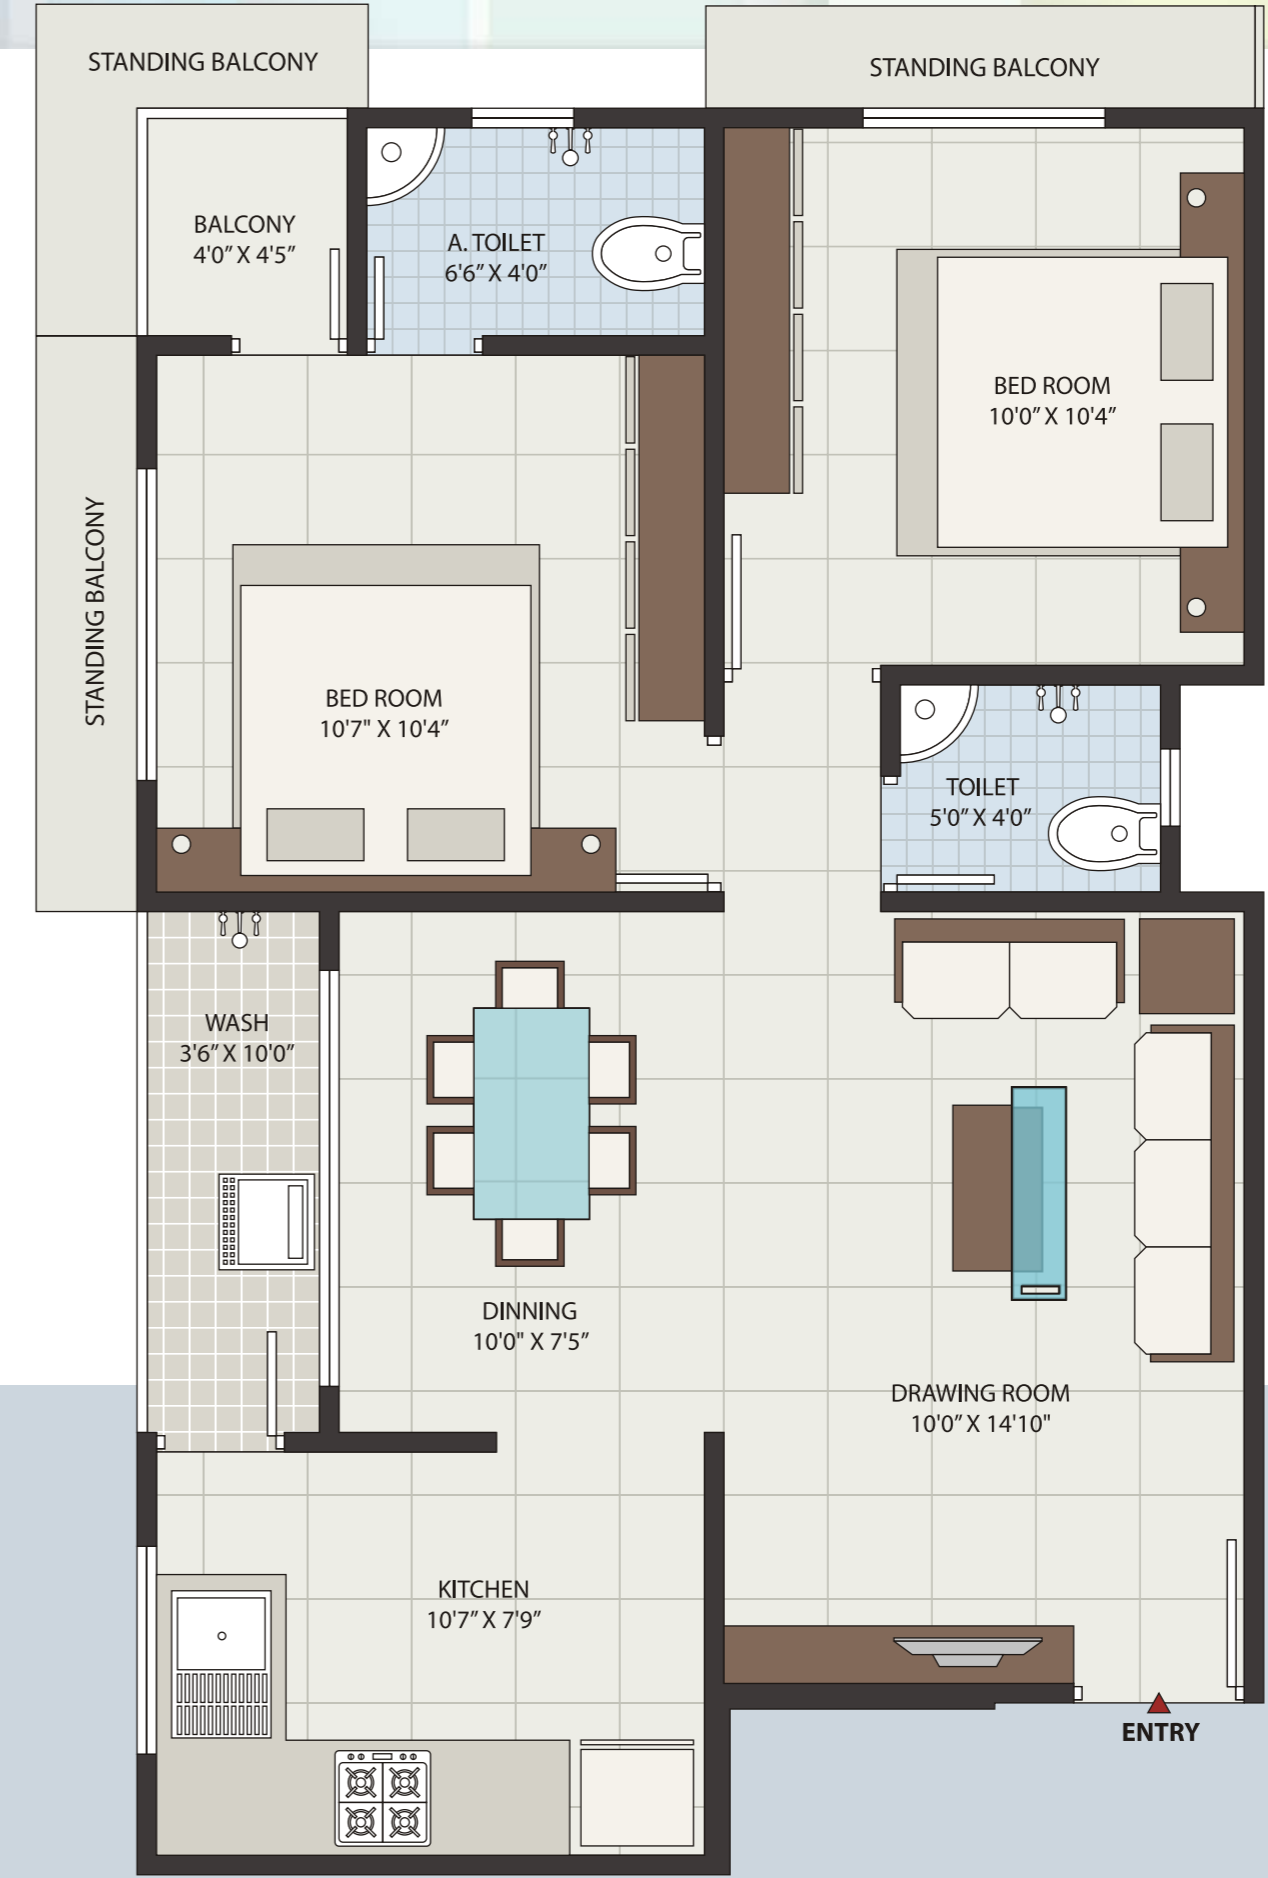 STANDING BALCONY
STANDING BALCONY
BALCONY
4'0" X 4'5"
A. TOILET
6'6" X 4'0"
BED ROOM
10'0" X 10'4"
STANDING BALCONY
BED ROOM
10'7" X 10'4"
TOILET
5'0" X 4'0"
WASH
3'6" X 10'0"
DINNING
10'0" X 7'5"
DRAWING ROOM
10'0" X 14'10"
KITCHEN
10'7" X 7'9"
ENTRY